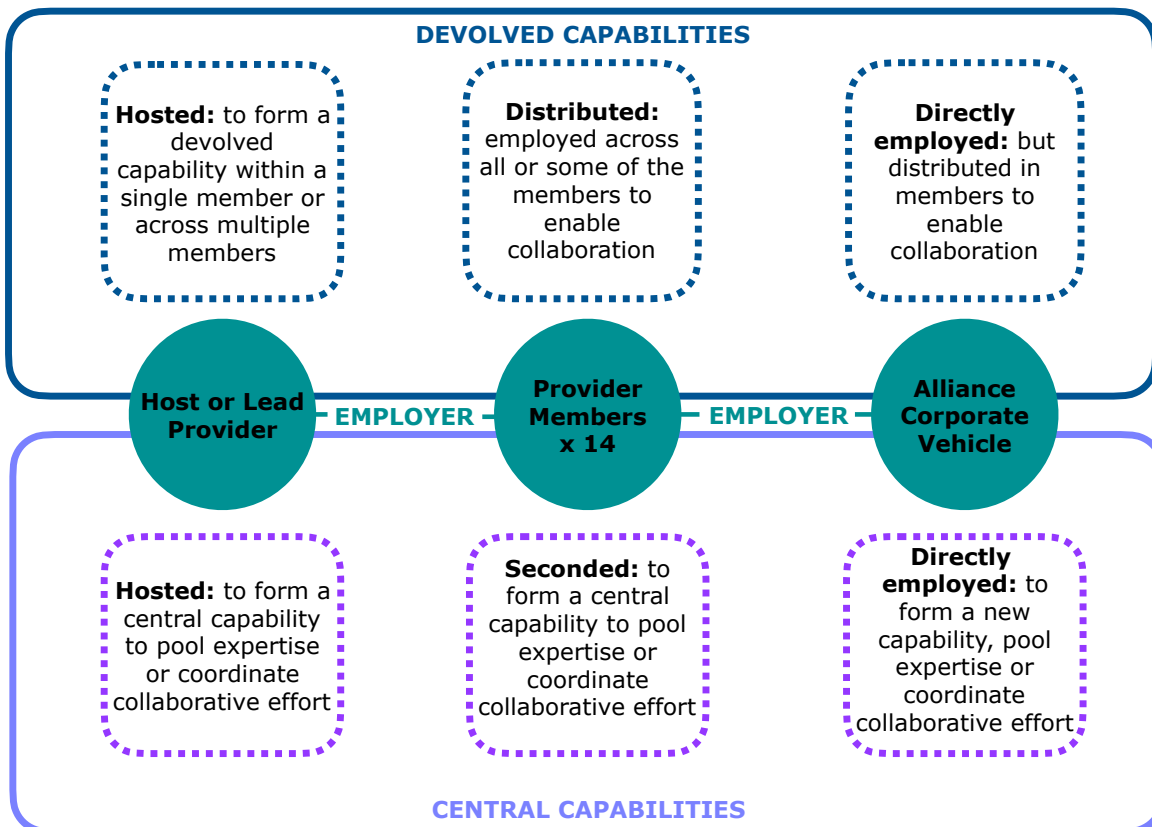 DEVOLVED CAPABILITIES
Hosted: to form a
devolved
capability within a
single member or
across multiple
members
Distributed:
employed across
all or some of the
members to
enable
collaboration
Directly
employed: but
distributed in
members to
enable
collaboration
Host or Lead
Provider
EMPLOYER
Provider
Members
x 14
EMPLOYER
Alliance
Corporate
Vehicle
Hosted: to form a
central capability
to pool expertise
or coordinate
collaborative effort
Seconded: to
form a central
capability to pool
expertise or
coordinate
collaborative effort
Directly
employed: to
form a new
capability, pool
expertise or
coordinate
collaborative effort
CENTRAL CAPABILITIES